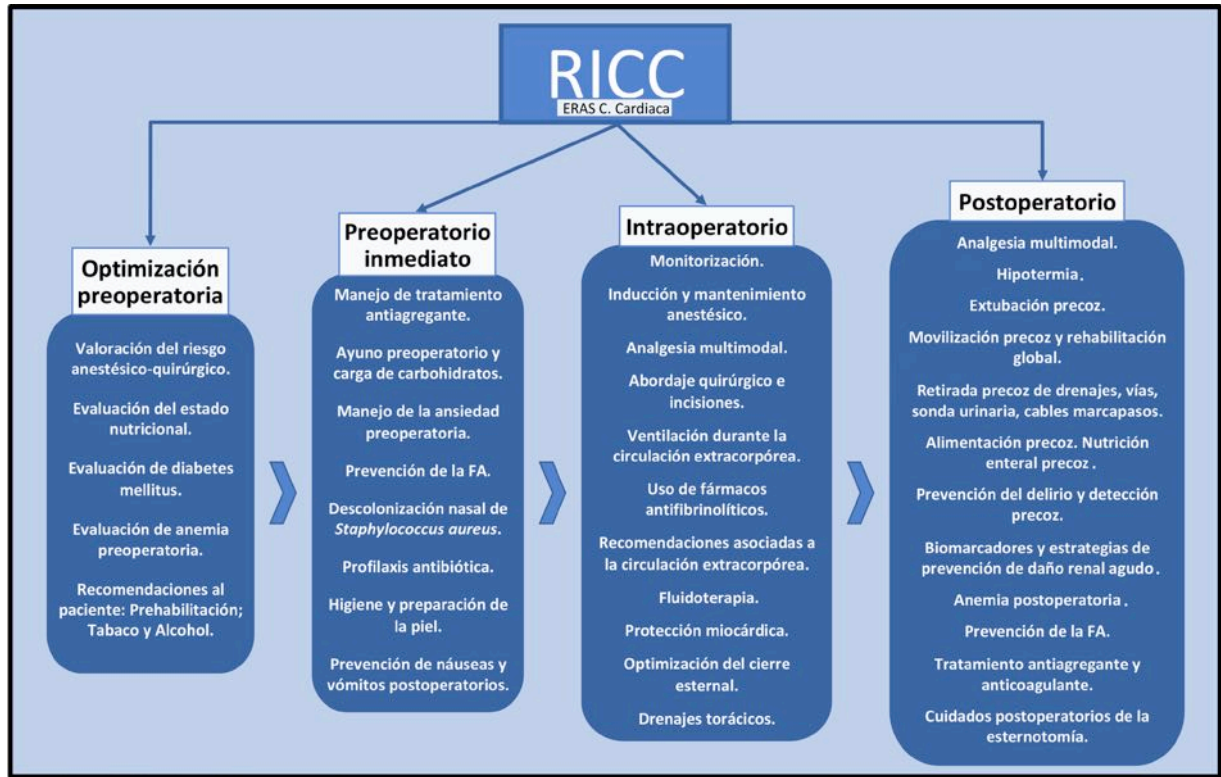 RICC
ERAS C. Cardiaca
Optimización
preoperatoria
Valoración del riesgo
anestésico-quirúrgico.
Evaluación del estado
nutricional.
Evaluación de diabetes
mellitus.
Evaluación de anemia
preoperatoria.
Recomendaciones al
paciente: Prehabilitación;
Tabaco y Alcohol.
Preoperatorio
inmediato
Manejo de tratamiento
antiagregante.
Ayuno preoperatorio y
carga de carbohidratos.
Manejo de la ansiedad
preoperatoria.
Prevención de la FA.
Descolonización nasal de
Staphylococcus aureus.
Profilaxis antibiótica.
Higiene y preparación de
la piel.
Prevención de náuseas y
vómitos postoperatorios.
Intraoperatorio
Monitorización.
Inducción y mantenimiento
anestésico.
Analgesia multimodal.
Abordaje quirúrgico e
incisiones.
Ventilación durante la
circulación extracorpórea.
Uso de fármacos
antifibrinolíticos.
Recomendaciones asociadas a
la circulación extracorpórea.
Fluidoterapia.
Protección miocárdica.
Optimización del cierre
esternal.
Drenajes torácicos.
Postoperatorio
Analgesia multimodal.
Hipotermia.
Extubación precoz.
Movilización precoz y rehabilitación
global.
Retirada precoz de drenajes, vías,
sonda urinaria, cables marcapasos.
Alimentación precoz. Nutrición
enteral precoz .
Prevención del delirio y detección
precoz.
Biomarcadores y estrategias de
prevención de daño renal agudo .
Anemia postoperatoria .
Prevención de la FA.
Tratamiento antiagregante y
anticoagulante.
Cuidados postoperatorios de la
esternotomía.